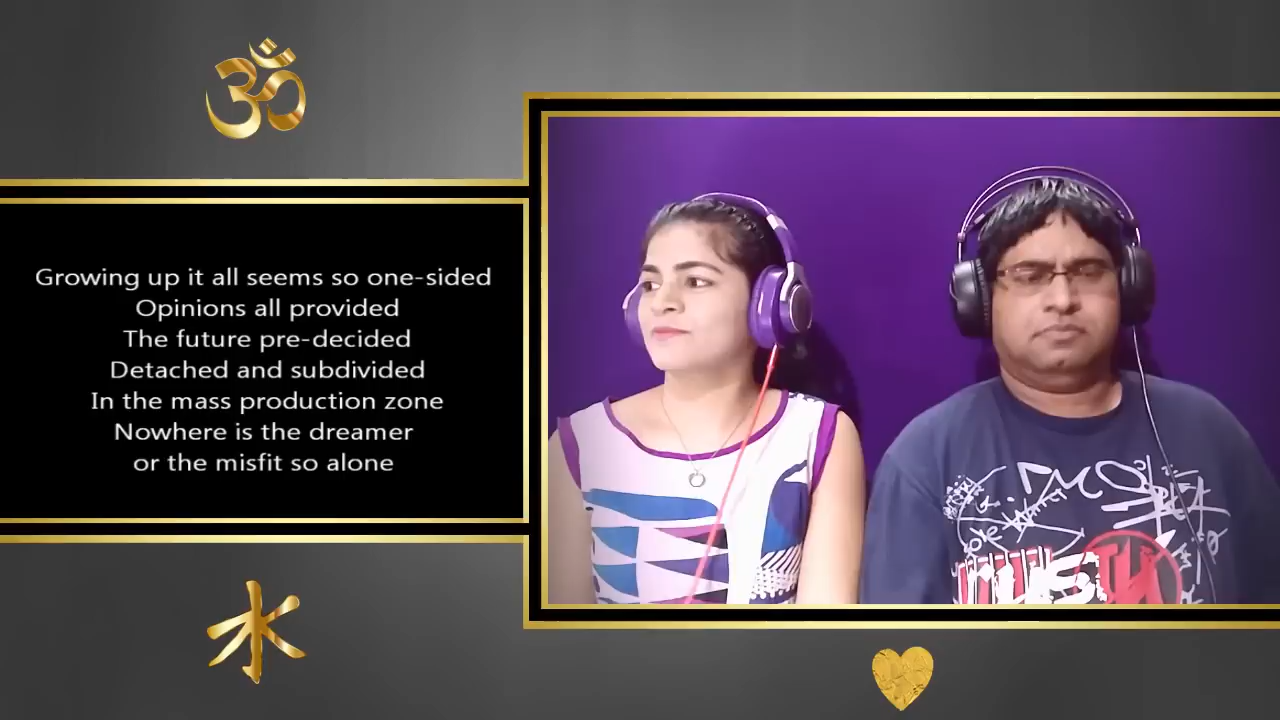 ॐ
Growing up it all seems so one-sided
Opinions all provided
The future pre-decided
Detached and subdivided
In the mass production zone
Nowhere is the dreamer
or the misfit so alone